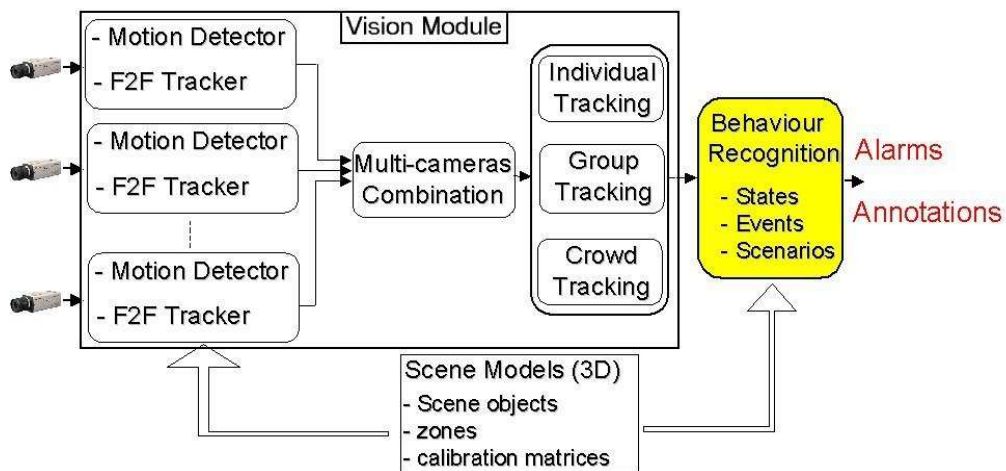 Vision Module
- Motion Detector
- F2F Tracker
- Motion Detector
- F2F Tracker
- Motion Detector
- F2F Tracker
Multi-cameras
Combination
Individual
Tracking
Group
Tracking
Crowd
Tracking
Behaviour
Recognition
- States
- Events
- Scenarios
Alarms
Annotations
Scene Models (3D)
- Scene objects
- zones
- calibration matrices